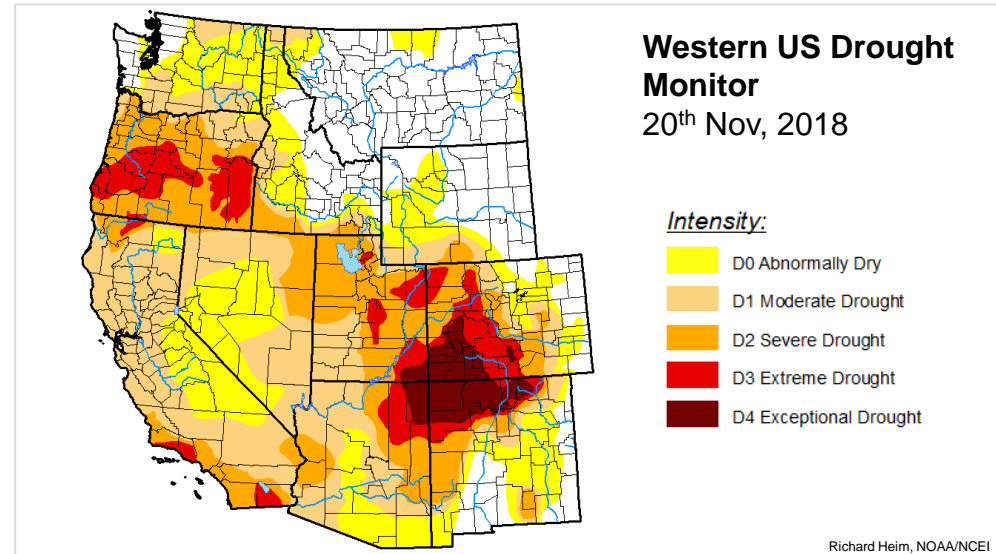 Western US Drought
Monitor
20th Nov, 2018
Intensity:
D0 Abnormally Dry
D1 Moderate Drought
D2 Severe Drought
D3 Extreme Drought
D4 Exceptional Drought
Richard Heim, NOAA/NCEI